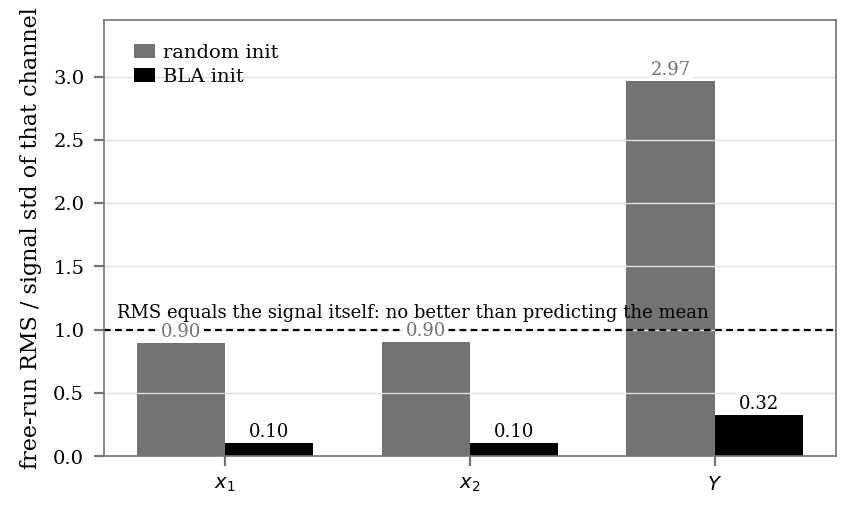 free-run RMS / signal std of that channel
random init
BLA init
3.0
2.5
2.0
1.5
1.0
0.5
0.0
2.97
RMS equals the signal itself: no better than predicting the mean
0.90
0.90
0.32
0.10
0.10
x₁
x₂
Y